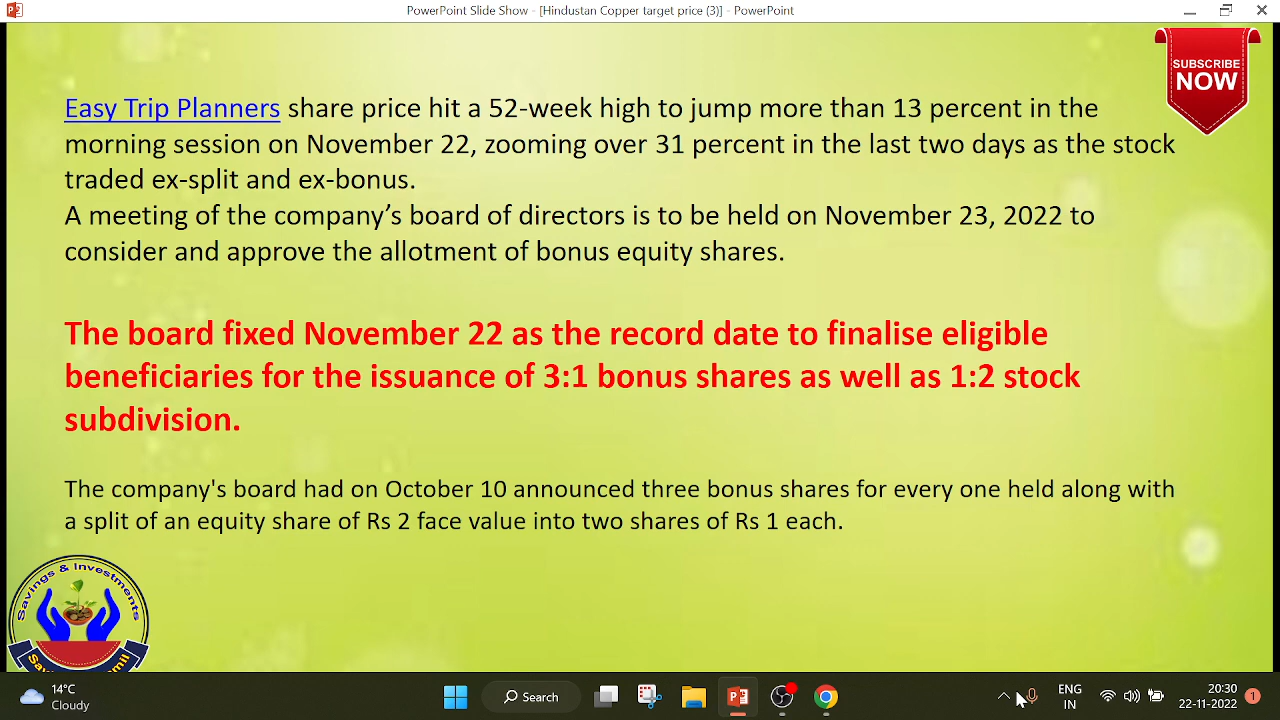 PowerPoint Slide Show - [Hindustan Copper target price (3)] - PowerPoint
SUBSCRIBE
NOW
Easy Trip Planners share price hit a 52-week high to jump more than 13 percent in the
morning session on November 22, zooming over 31 percent in the last two days as the stock
traded ex-split and ex-bonus.
A meeting of the company’s board of directors is to be held on November 23, 2022 to
consider and approve the allotment of bonus equity shares.
The board fixed November 22 as the record date to finalise eligible
beneficiaries for the issuance of 3:1 bonus shares as well as 1:2 stock
subdivision.
The company's board had on October 10 announced three bonus shares for every one held along with
a split of an equity share of Rs 2 face value into two shares of Rs 1 each.
Savings & Investments
14°C
Cloudy
Search
ENG
IN
20:30
22-11-2022
1